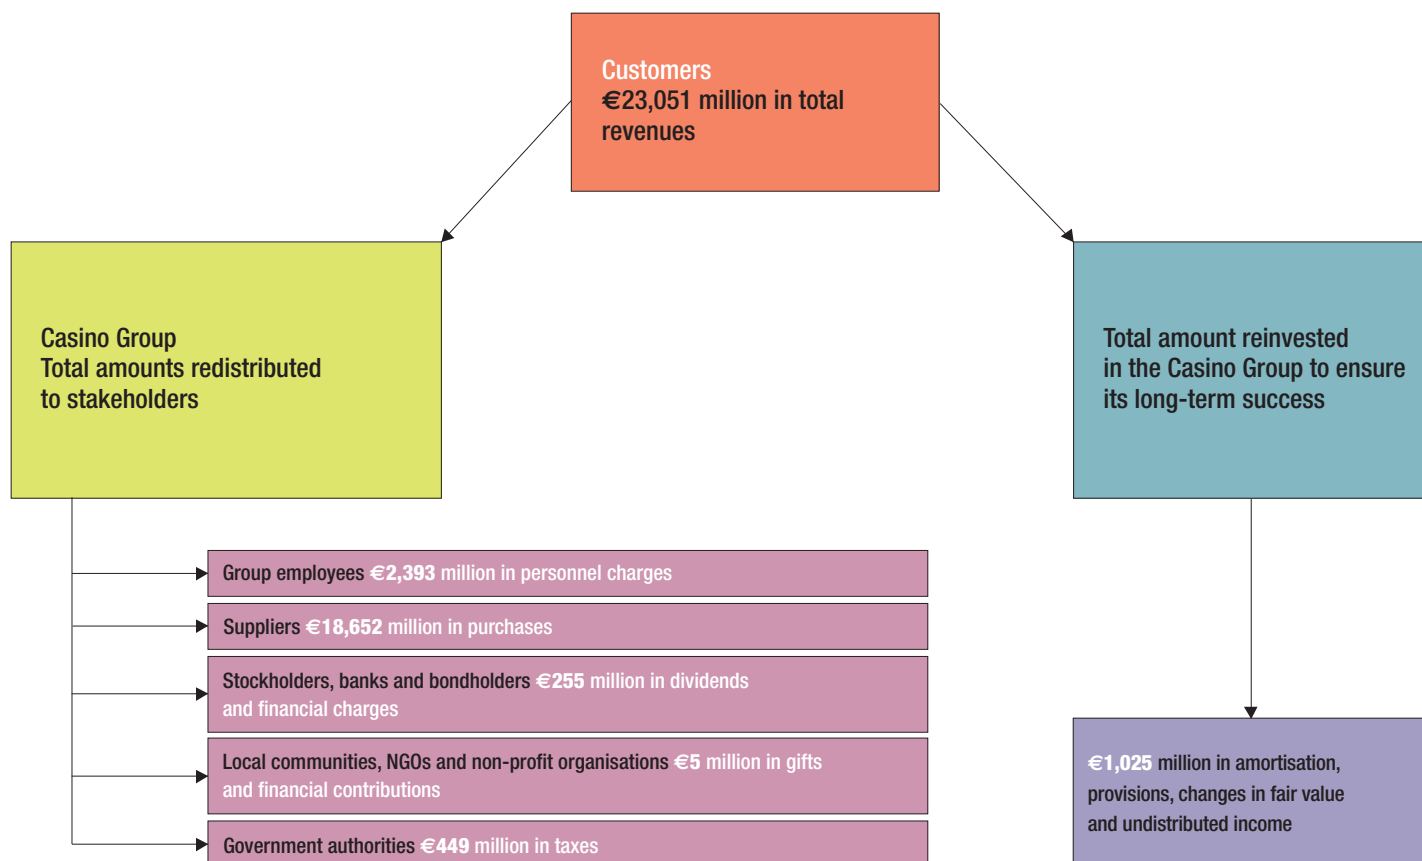 Customers
€23,051 million in total
revenues
Casino Group
Total amounts redistributed
to stakeholders
Total amount reinvested
in the Casino Group to ensure
its long-term success
Group employees €2,393 million in personnel charges
Suppliers €18,652 million in purchases
Stockholders, banks and bondholders €255 million in dividends
and financial charges
Local communities, NGOs and non-profit organisations €5 million in gifts
and financial contributions
Government authorities €449 million in taxes
€1,025 million in amortisation,
provisions, changes in fair value
and undistributed income